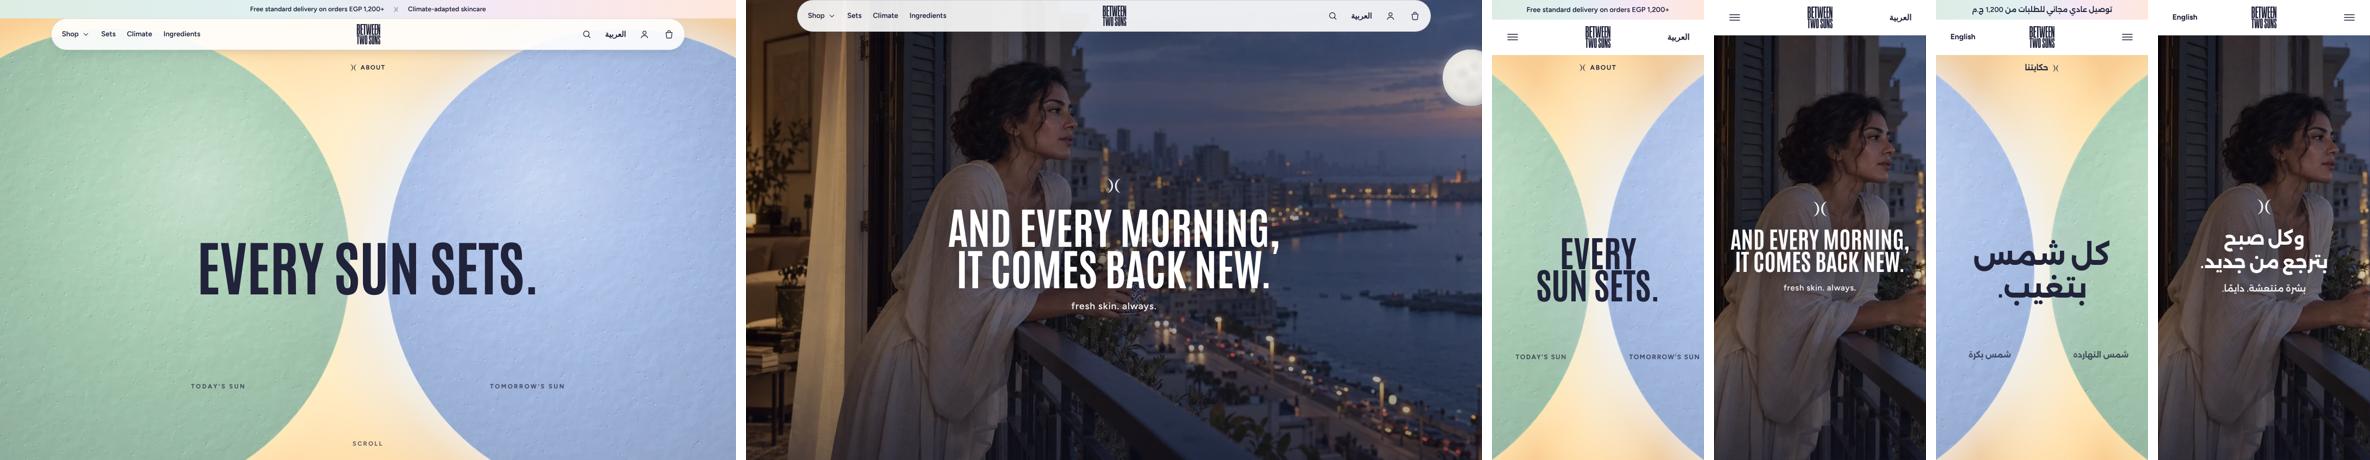 Free standard delivery on orders EGP 1,200+ Climate-adapted skincare
Shop Sets Climate Ingredients
BETWEEN
TWO SUNS
العربية
ABOUT
EVERY SUN SETS.
TODAY'S SUN
TOMORROW'S SUN
SCROLL
Shop Sets Climate Ingredients
BETWEEN
TWO SUNS
العربية
AND EVERY MORNING,
IT COMES BACK NEW.
fresh skin. always.
Free standard delivery on orders EGP 1,200+
BETWEEN
TWO SUNS
العربية
ABOUT
EVERY
SUN SETS.
TODAY'S SUN
TOMORROW'S SUN
BETWEEN
TWO SUNS
العربية
AND EVERY MORNING,
IT COMES BACK NEW.
fresh skin. always.
توصيل عادي مجاني للطلبات من 1,200 ج.م
English
BETWEEN
TWO SUNS
حكايتنا
كل شمس
بتغيب.
شمس النهارده
شمس بكرة
English
BETWEEN
TWO SUNS
وكل صبح
بترجع من جديد.
بشرة منتعشة. دايمًا.